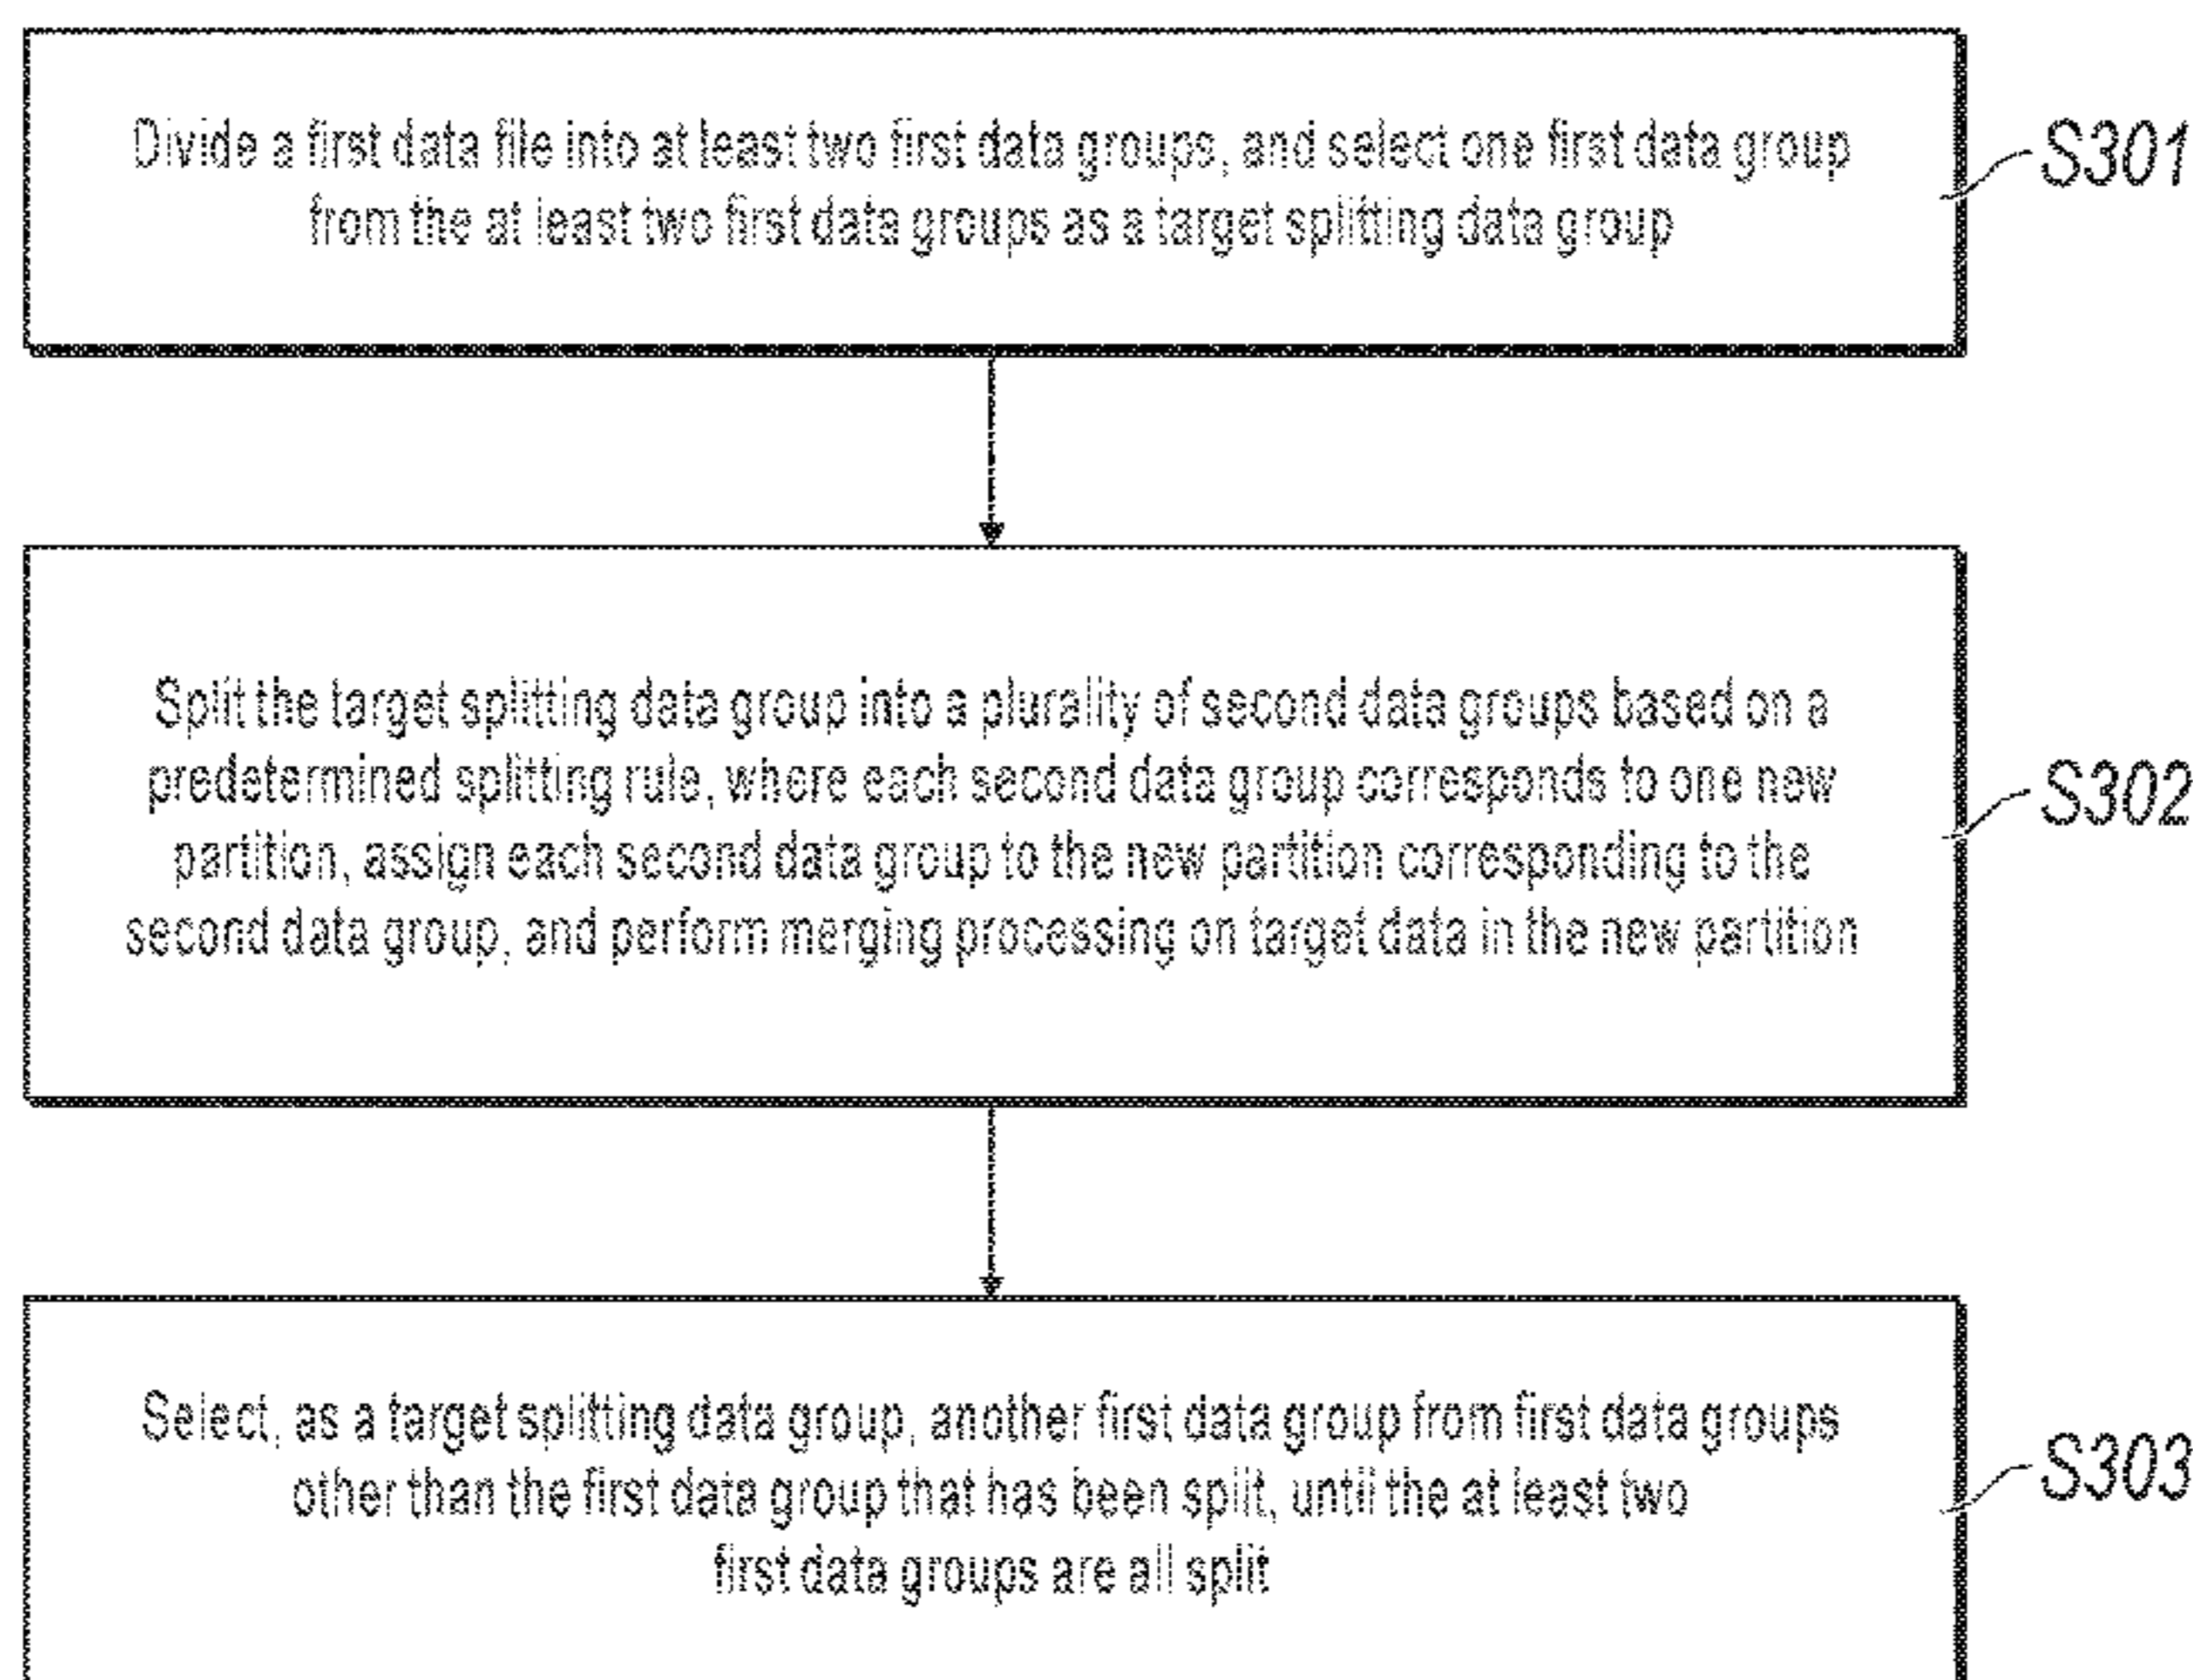 Divide a first data file into at least two first data groups, and select one first data group
from the at least two first data groups as a target splitting data group
S301
Split the target splitting data group into a plurality of second data groups based on a
predetermined splitting rule, where each second data group corresponds to one new
partition, assign each second data group to the new partition corresponding to the
second data group, and perform merging processing on target data in the new partition
S302
Select, as a target splitting data group, another first data group from first data groups
other than the first data group that has been split, until the at least two
first data groups are all split
S303